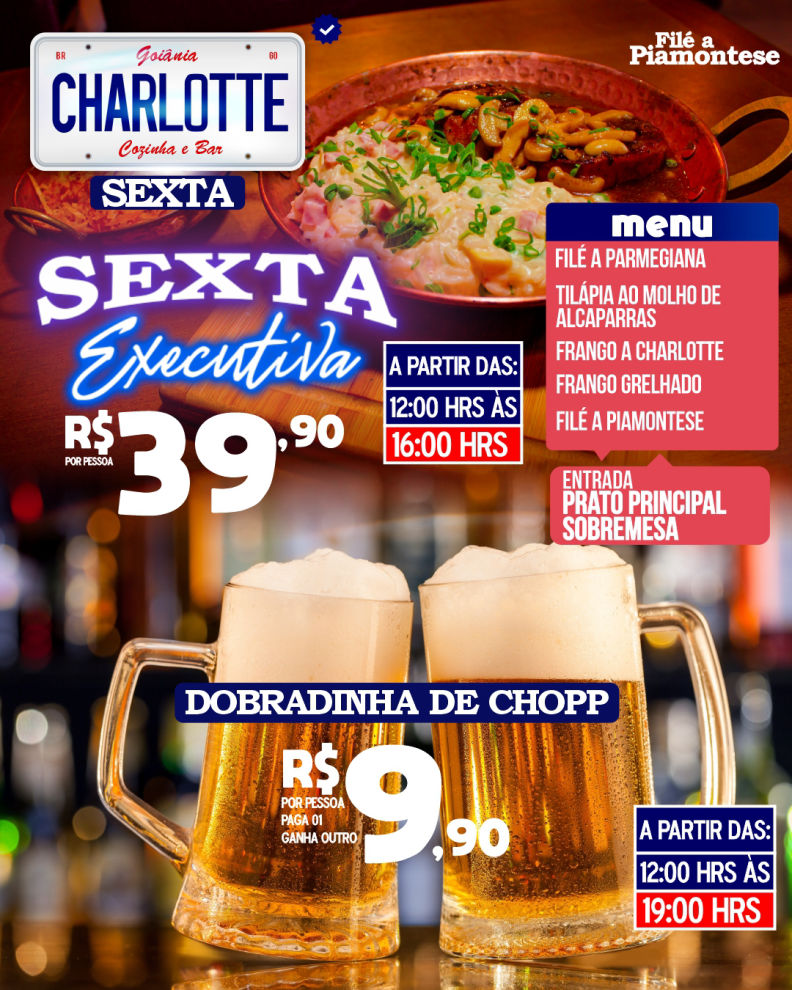 BR Goiânia GO
CHARLOTTE
Cozinha e Bar
SEXTA
Filé a
Piamontese
SEXTA
Executiva
R$ 39,90
POR PESSOA
A PARTIR DAS:
12:00 HRS ÀS
16:00 HRS
menu
FILÉ A PARMEGIANA
TILÁPIA AO MOLHO DE
ALCAPARRAS
FRANGO A CHARLOTTE
FRANGO GRELHADO
FILÉ A PIAMONTESE
ENTRADA
PRATO PRINCIPAL
SOBREMESA
DOBRADINHA DE CHOPP
R$ 9,90
POR PESSOA
PAGA 01
GANHA OUTRO
A PARTIR DAS:
12:00 HRS ÀS
19:00 HRS